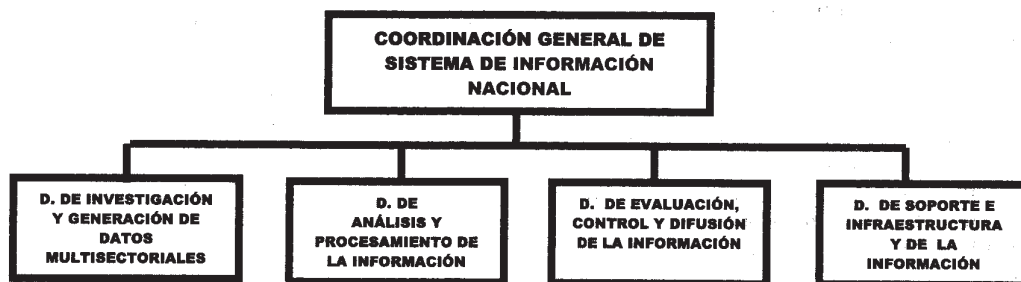 COORDINACIÓN GENERAL DE
SISTEMA DE INFORMACIÓN
NACIONAL
D. DE INVESTIGACIÓN
Y GENERACIÓN DE
DATOS
MULTISECTORIALES
D. DE
ANÁLISIS Y
PROCESAMIENTO DE
LA INFORMACIÓN
D. DE EVALUACIÓN,
CONTROL Y DIFUSIÓN
DE LA INFORMACIÓN
D. DE SOPORTE E
INFRAESTRUCTURA
Y DE LA
INFORMACIÓN